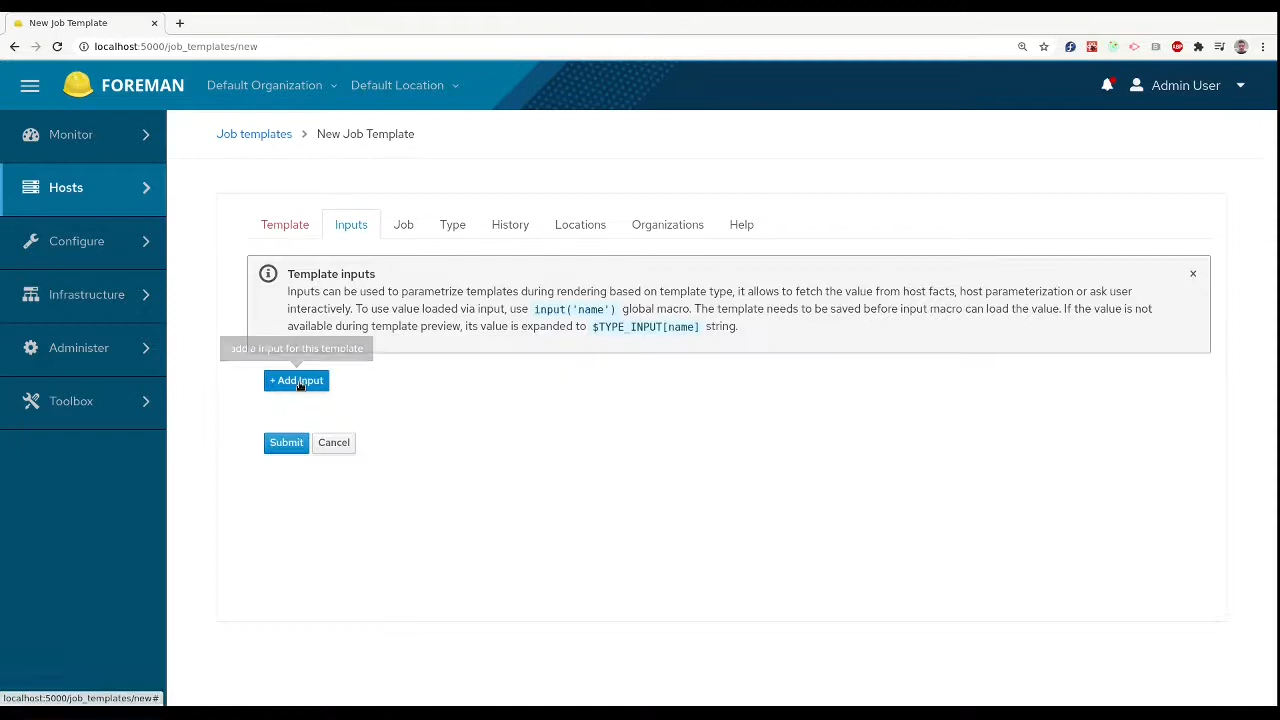 New Job Template
localhost:5000/job_templates/new
FOREMAN
Default Organization
Default Location
Admin User
Monitor
Hosts
Configure
Infrastructure
Administer
Toolbox
Job templates > New Job Template
Template Inputs Job Type History Locations Organizations Help
Template inputs
Inputs can be used to parametrize templates during rendering based on template type, it allows to fetch the value from host facts, host parameterization or ask user
interactively. To use value loaded via input, use input('name') global macro. The template needs to be saved before input macro can load the value. If the value is not
available during template preview, its value is expanded to $TYPE_INPUT[name] string.
add a input for this template
+ Add Input
Submit Cancel
localhost:5000/job_templates/new#